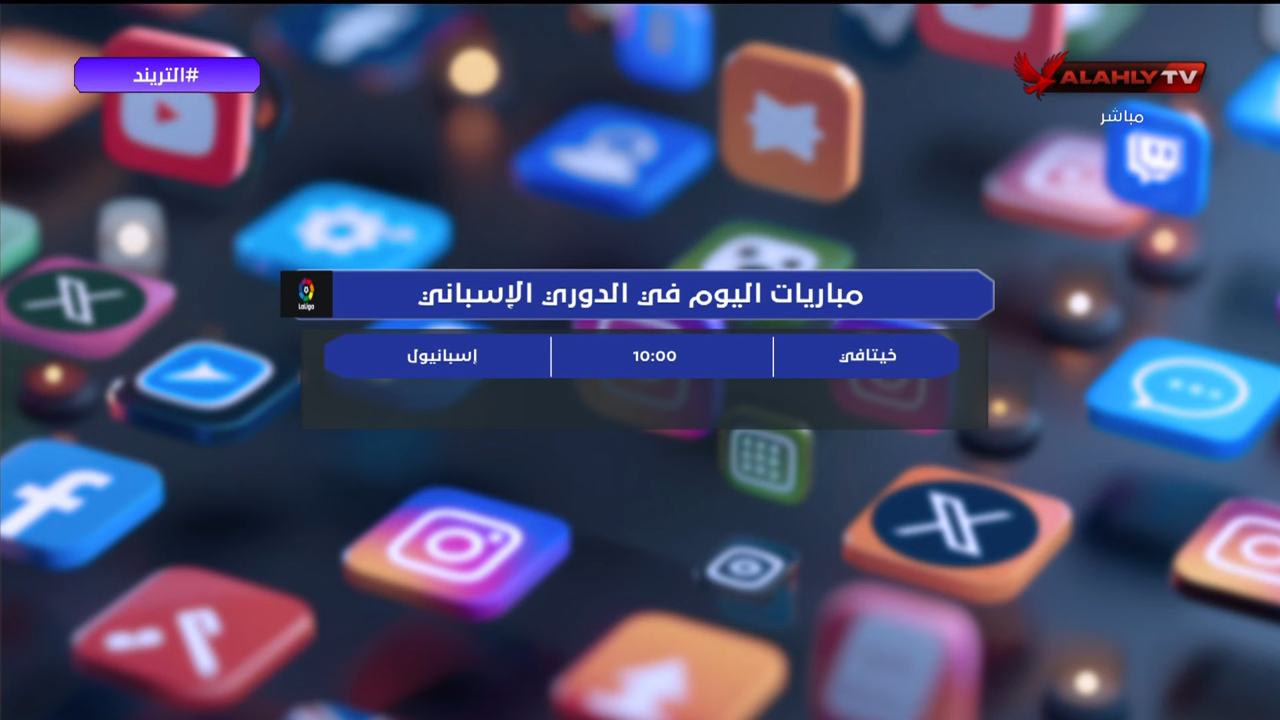 #التريند
ALAHLY TV
مباشر
مباريات اليوم في الدوري الإسباني
LaLiga
خيتافي 10:00 إسبانيول